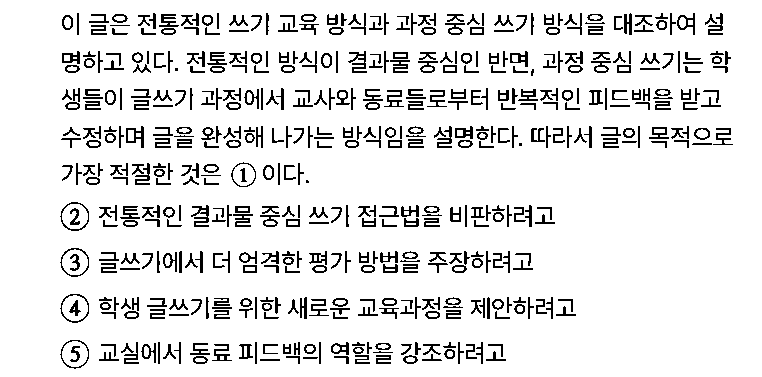 이 글은 전통적인 쓰기 교육 방식과 과정 중심 쓰기 방식을 대조하여 설
명하고 있다. 전통적인 방식이 결과물 중심인 반면, 과정 중심 쓰기는 학
생들이 글쓰기 과정에서 교사와 동료들로부터 반복적인 피드백을 받고
수정하며 글을 완성해 나가는 방식임을 설명한다. 따라서 글의 목적으로
가장 적절한 것은 ①이다.
② 전통적인 결과물 중심 쓰기 접근법을 비판하려고
③ 글쓰기에서 더 엄격한 평가 방법을 주장하려고
④ 학생 글쓰기를 위한 새로운 교육과정을 제안하려고
⑤ 교실에서 동료 피드백의 역할을 강조하려고